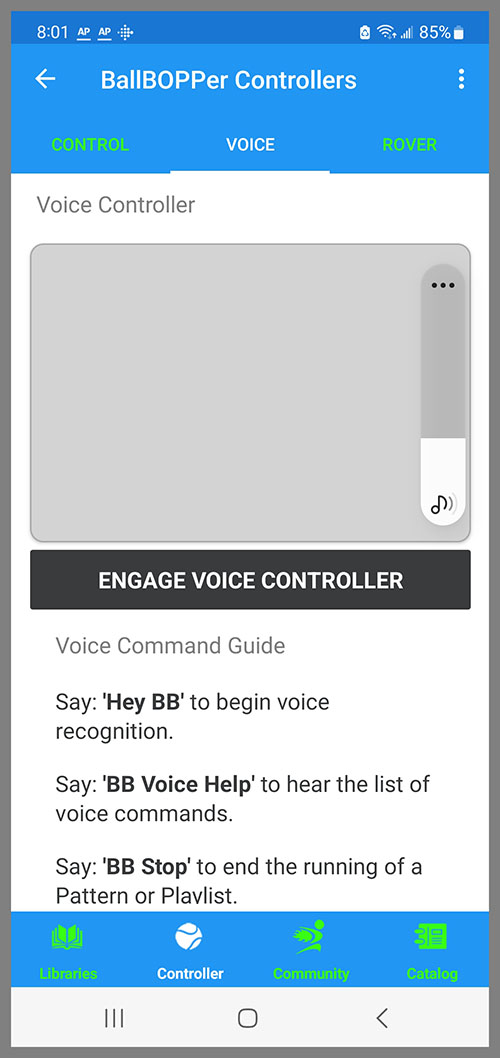 8:01 AP AP 85%
BallBOPPer Controllers
CONTROL VOICE ROVER
Voice Controller
ENGAGE VOICE CONTROLLER
Voice Command Guide
Say: 'Hey BB' to begin voice
recognition.
Say: 'BB Voice Help' to hear the list of
voice commands.
Say: 'BB Stop' to end the running of a
Pattern or Playlist.
Libraries Controller Community Catalog